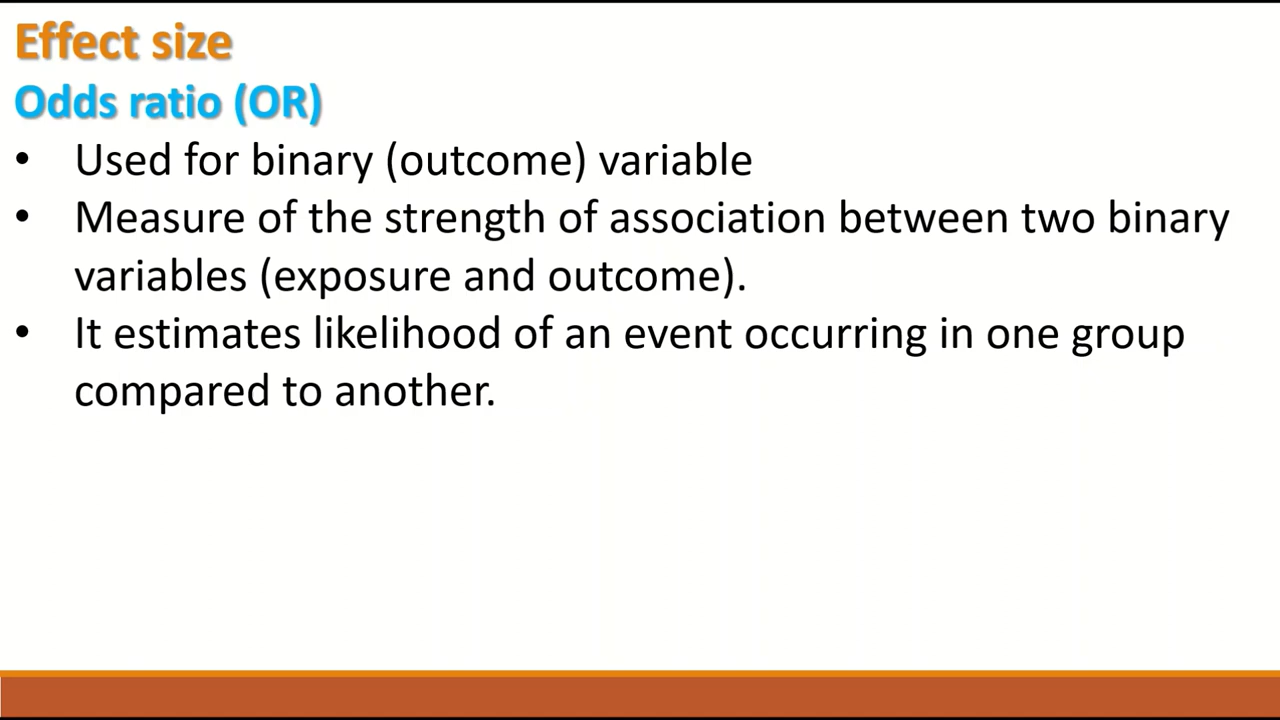 Effect size
Odds ratio (OR)
• Used for binary (outcome) variable
• Measure of the strength of association between two binary
variables (exposure and outcome).
• It estimates likelihood of an event occurring in one group
compared to another.